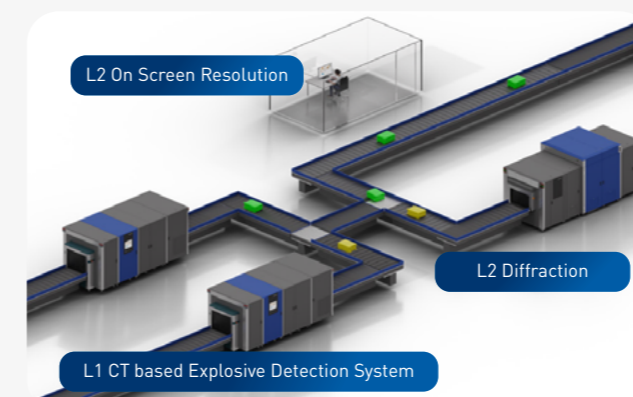 L2 On Screen Resolution
L2 Diffraction
L1 CT based Explosive Detection System